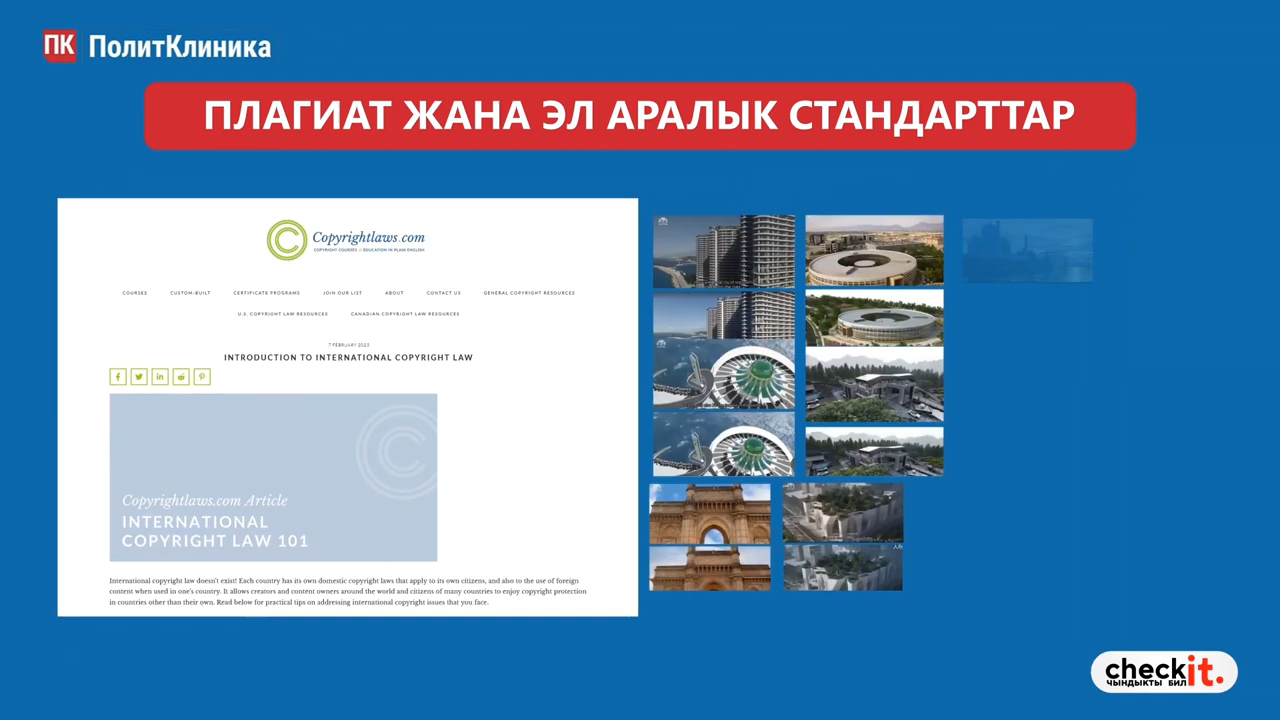 ПК ПолитКлиника
ПЛАГИАТ ЖАНА ЭЛ АРАЛЫК СТАНДАРТТАР
Copyrightlaws.com
COPYRIGHT COURSES & EDUCATION IN PLAIN ENGLISH
COURSES CUSTOM-BUILT CERTIFICATE PROGRAMS JOIN OUR LIST ABOUT CONTACT US GENERAL COPYRIGHT RESOURCES
U.S. COPYRIGHT LAW RESOURCES CANADIAN COPYRIGHT LAW RESOURCES
7 FEBRUARY 2023
INTRODUCTION TO INTERNATIONAL COPYRIGHT LAW
Copyrightlaws.com Article
INTERNATIONAL
COPYRIGHT LAW 101
International copyright law doesn't exist! Each country has its own domestic copyright laws that apply to its own citizens, and also to the use of foreign
content when used in one's country. It allows creators and content owners around the world and citizens of many countries to enjoy copyright protection
in countries other than their own. Read below for practical tips on addressing international copyright issues that you face.
checkit.
ЧЫНДЫКТЫ БИЛ